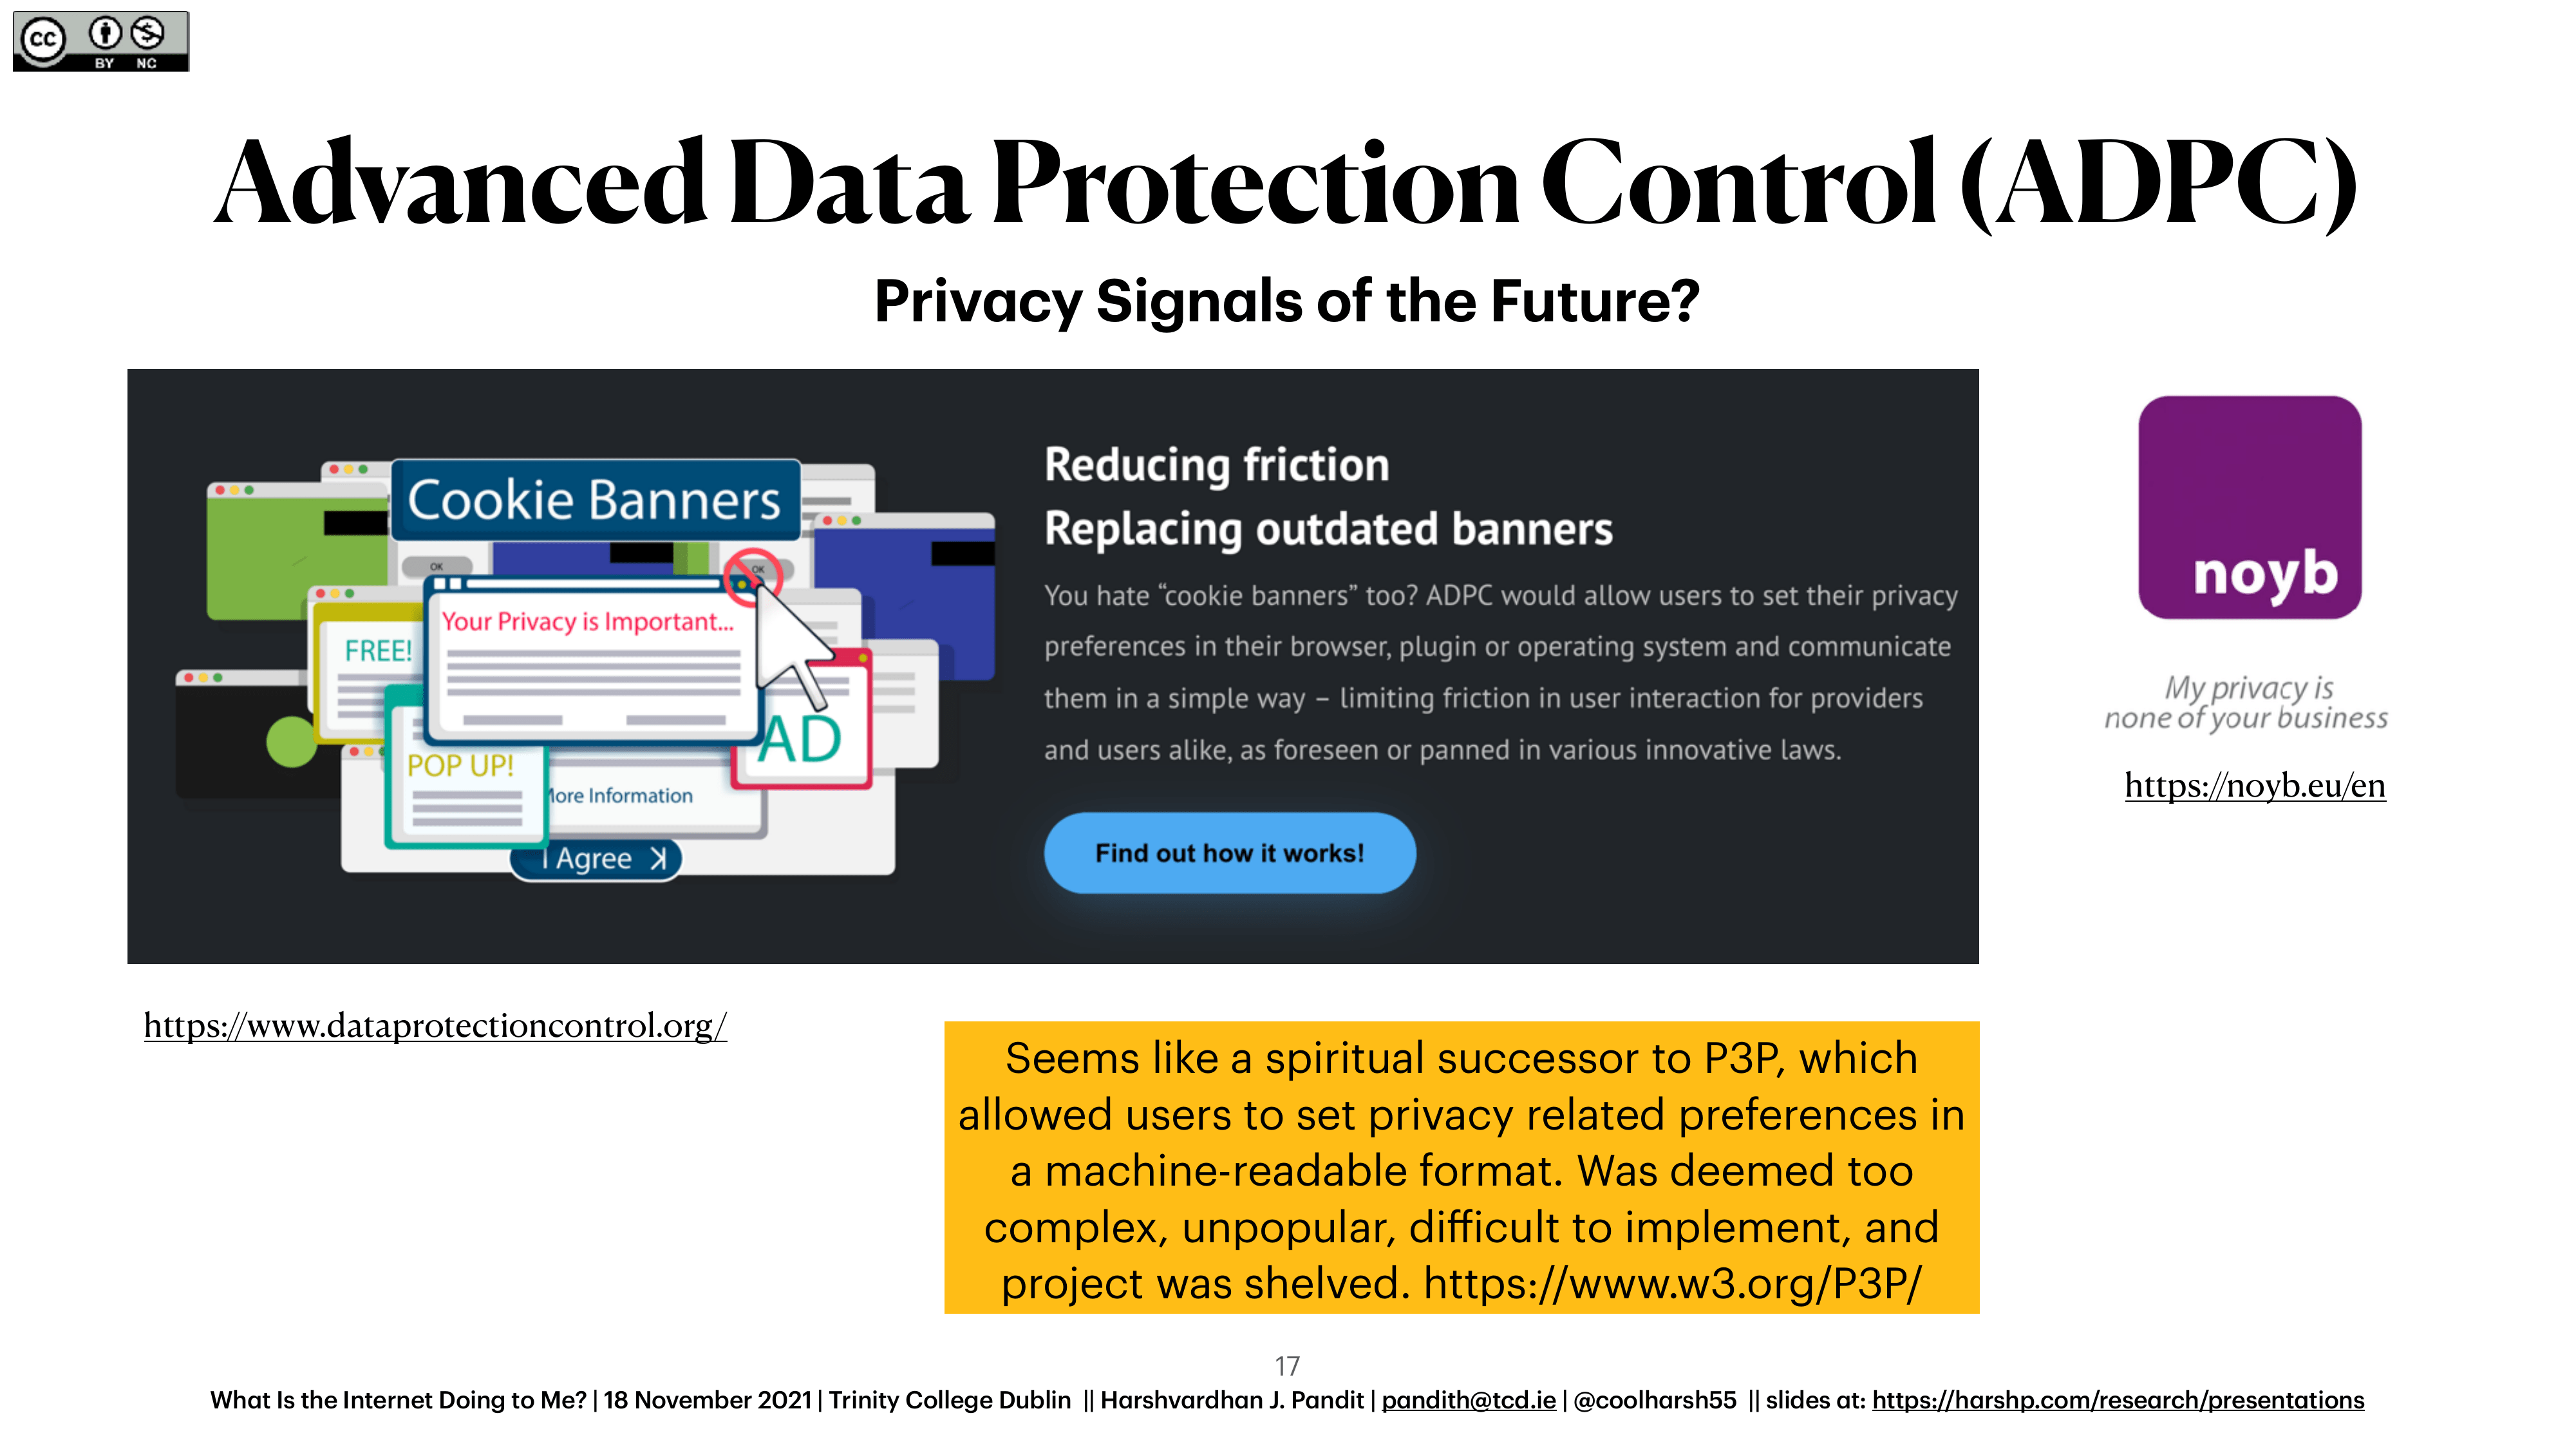 cc
BY NC
Advanced Data Protection Control (ADPC)
Privacy Signals of the Future?
Cookie Banners
OK
OK
Your Privacy is Important...
FREE!
AD
POP UP!
More Information
I Agree
Reducing friction
Replacing outdated banners
You hate “cookie banners” too? ADPC would allow users to set their privacy
preferences in their browser, plugin or operating system and communicate
them in a simple way – limiting friction in user interaction for providers
and users alike, as foreseen or panned in various innovative laws.
Find out how it works!
noyb
My privacy is
none of your business
https://noyb.eu/en
https://www.dataprotectioncontrol.org/
Seems like a spiritual successor to P3P, which
allowed users to set privacy related preferences in
a machine-readable format. Was deemed too
complex, unpopular, difficult to implement, and
project was shelved. https://www.w3.org/P3P/
17
What Is the Internet Doing to Me? | 18 November 2021 | Trinity College Dublin || Harshvardhan J. Pandit | pandith@tcd.ie | @coolharsh55 || slides at: https://harshp.com/research/presentations